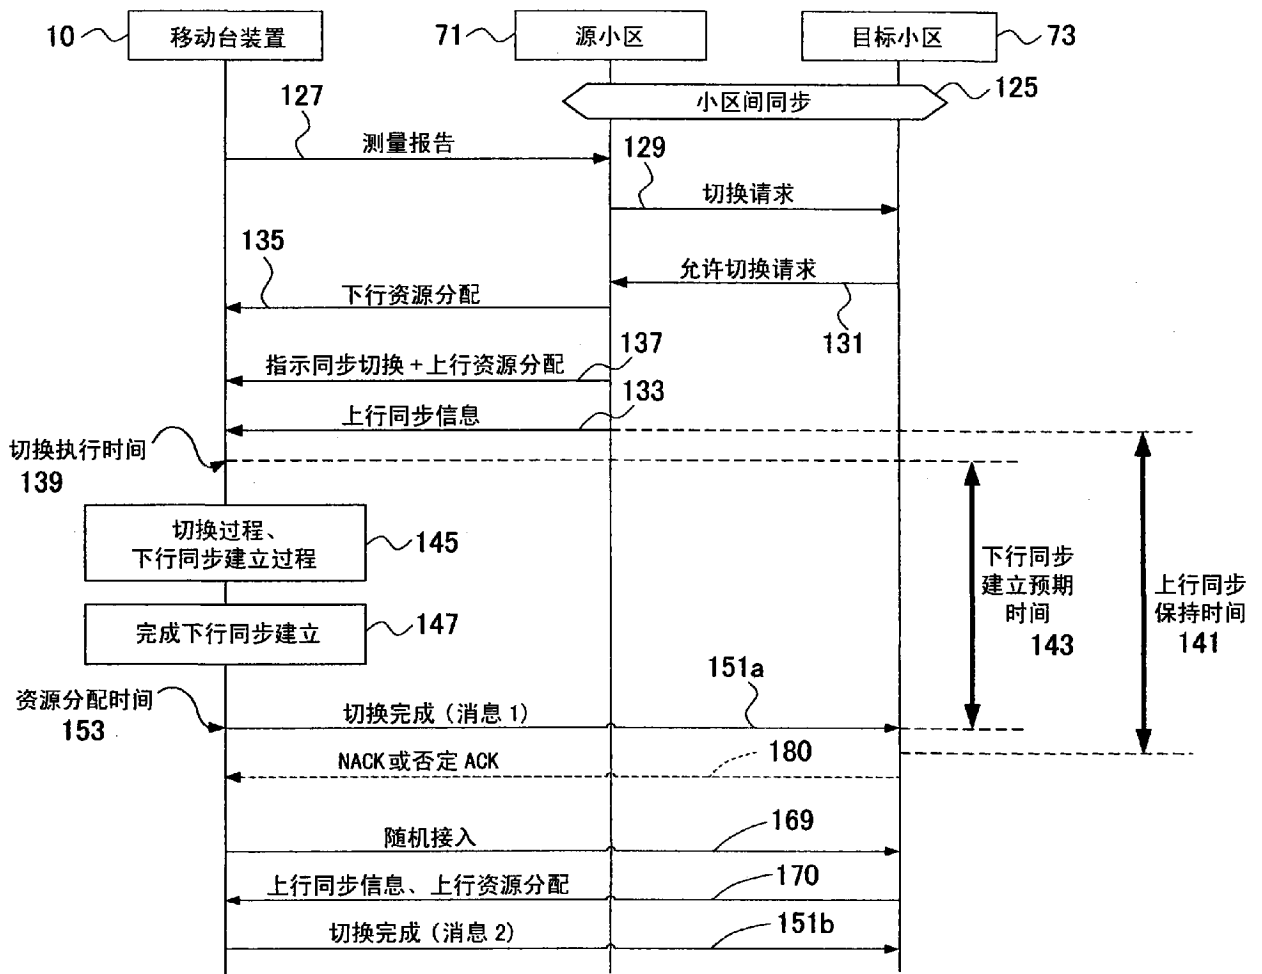 10 移动台装置 71 源小区 目标小区 73
小区间同步 125
127
测量报告
129
切换请求
135
允许切换请求
下行资源分配
131
137
指示同步切换+上行资源分配
133
上行同步信息
切换执行时间
139
切换过程、
下行同步建立过程
145
下行同步
建立预期
时间
143
上行同步
保持时间
141
完成下行同步建立
147
151a
资源分配时间
153
切换完成(消息1)
NACK或否定ACK
180
随机接入
169
上行同步信息、上行资源分配
170
切换完成(消息2)
151b